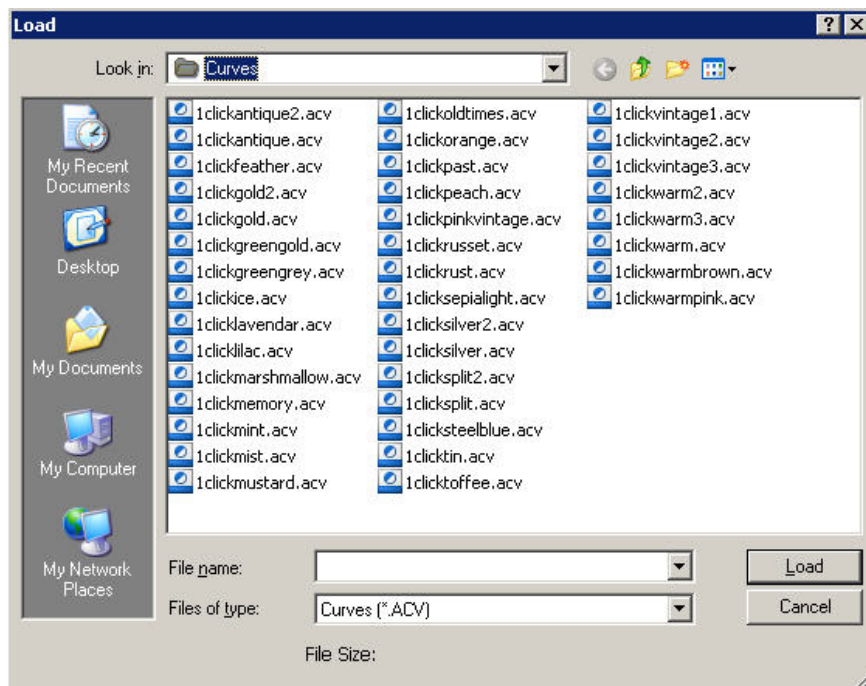 Load
Look in: Curves
My Recent
Documents
Desktop
My Documents
My Computer
My Network
Places
1clickantique2.acv
1clickantique.acv
1clickfeather.acv
1clickgold2.acv
1clickgold.acv
1clickgreengold.acv
1clickgreengrey.acv
1clickice.acv
1clicklavendar.acv
1clicklilac.acv
1clickmarshmallow.acv
1clickmemory.acv
1clickmint.acv
1clickmist.acv
1clickmustard.acv
1clickoldtimes.acv
1clickorange.acv
1clickpast.acv
1clickpeach.acv
1clickpinkvintage.acv
1clickrusset.acv
1clickrust.acv
1clicksepialight.acv
1clicksilver2.acv
1clicksilver.acv
1clicksplit2.acv
1clicksplit.acv
1clicksteelblue.acv
1clicktin.acv
1clicktoffee.acv
1clickvintage1.acv
1clickvintage2.acv
1clickvintage3.acv
1clickwarm2.acv
1clickwarm3.acv
1clickwarm.acv
1clickwarmbrown.acv
1clickwarmpink.acv
File name:
Load
Files of type: Curves (*.ACV)
Cancel
File Size: